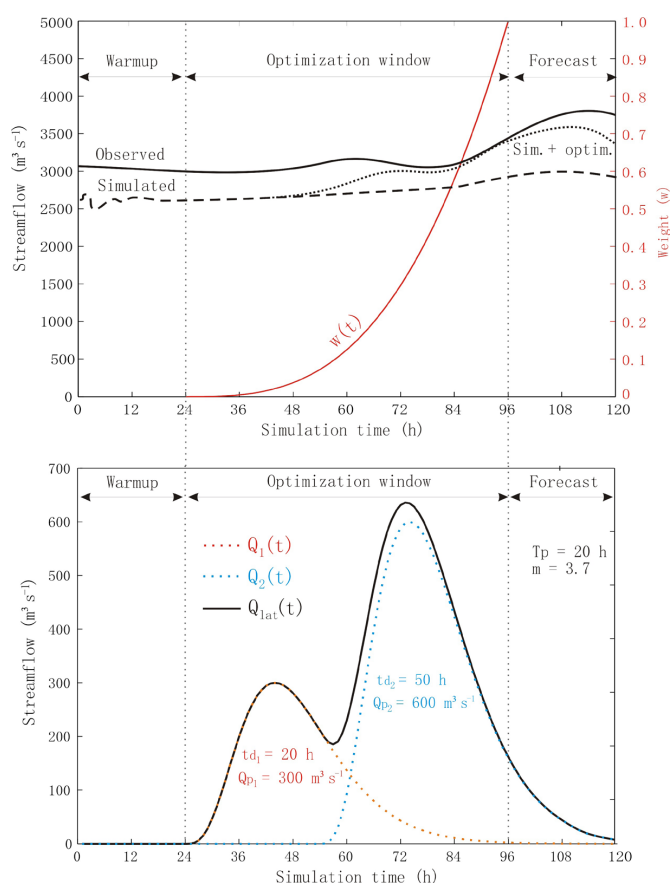 5000
4500
4000
3500
3000
2500
2000
1500
1000
500
0
Streamflow (m³ s⁻¹)
Warmup
Optimization window
Forecast
Observed
Simulated
Sim.+ optim.
w(t)
1.0
0.9
0.8
0.7
0.6
0.5
0.4
0.3
0.2
0.1
0
Weight (w)
0 12 24 36 48 60 72 84 96 108 120
Simulation time (h)
700
600
500
400
300
200
100
0
Streamflow (m³ s⁻¹)
Warmup
Optimization window
Forecast
Q₁(t)
Q₂(t)
Qlat(t)
Tp = 20 h
m = 3.7
td₂= 50 h
Qp₂= 600 m³ s⁻¹
td₁= 20 h
Qp₁= 300 m³ s⁻¹
0 12 24 36 48 60 72 84 96 108 120
Simulation time (h)